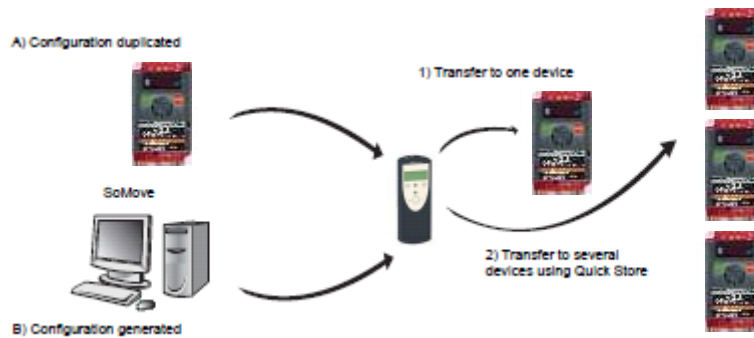 A) Configuration duplicated
1) Transfer to one device
SoMove
2) Transfer to several
devices using Quick Store
B) Configuration generated